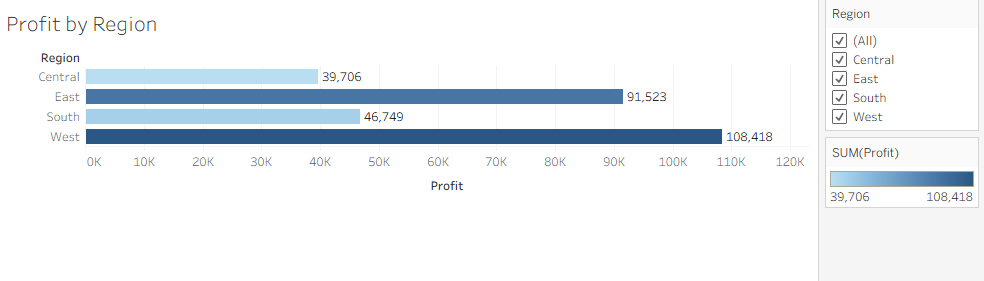 Profit by Region
Region
Central 39,706
East 91,523
South 46,749
West 108,418
0K 10K 20K 30K 40K 50K 60K 70K 80K 90K 100K 110K 120K
Profit
Region
(All)
Central
East
South
West
SUM(Profit)
39,706 108,418